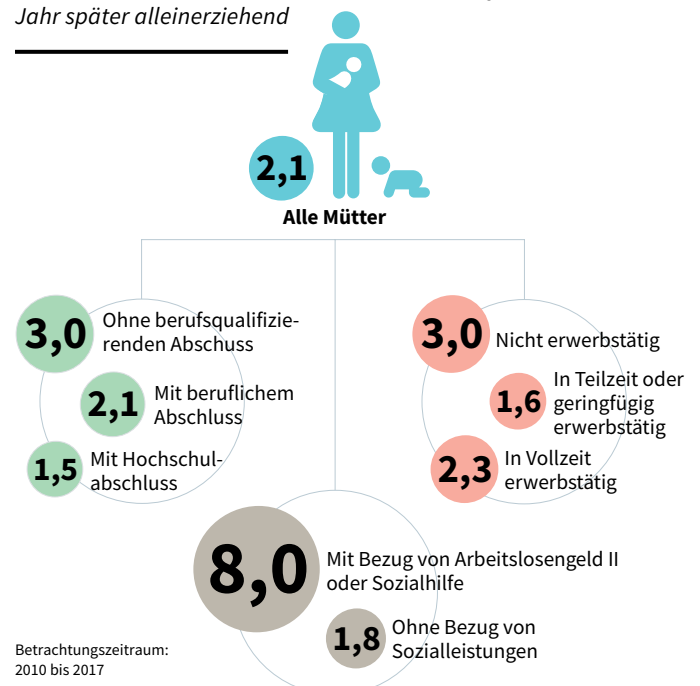 Jahr später alleinerziehend
2,1
Alle Mütter
3,0
Ohne berufsqualifizie-
renden Abschuss
2,1
Mit beruflichem
Abschluss
1,5
Mit Hochschul-
abschluss
3,0
Nicht erwerbstätig
1,6
In Teilzeit oder
geringfügig
erwerbstätig
2,3
In Vollzeit
erwerbstätig
8,0
Mit Bezug von Arbeitslosengeld II
oder Sozialhilfe
1,8
Ohne Bezug von
Sozialleistungen
Betrachtungszeitraum:
2010 bis 2017